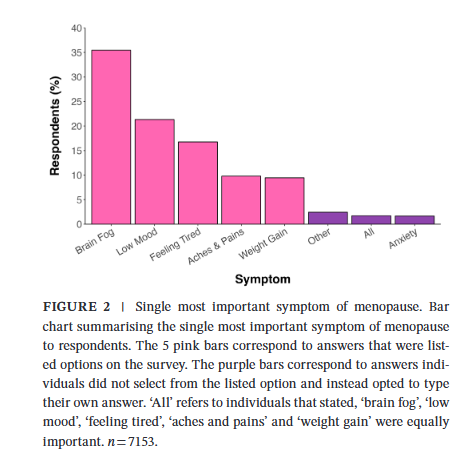 40
35
30
25
20
15
10
5
0
Respondents (%)
Brain Fog
Low Mood
Feeling Tired
Aches & Pains
Weight Gain
Other
All
Anxiety
Symptom
FIGURE 2 | Single most important symptom of menopause. Bar
chart summarising the single most important symptom of menopause
to respondents. The 5 pink bars correspond to answers that were list-
ed options on the survey. The purple bars correspond to answers indi-
viduals did not select from the listed option and instead opted to type
their own answer. ‘All’ refers to individuals that stated, ‘brain fog’, ‘low
mood’, ‘feeling tired’, ‘aches and pains’ and ‘weight gain’ were equally
important. n=7153.